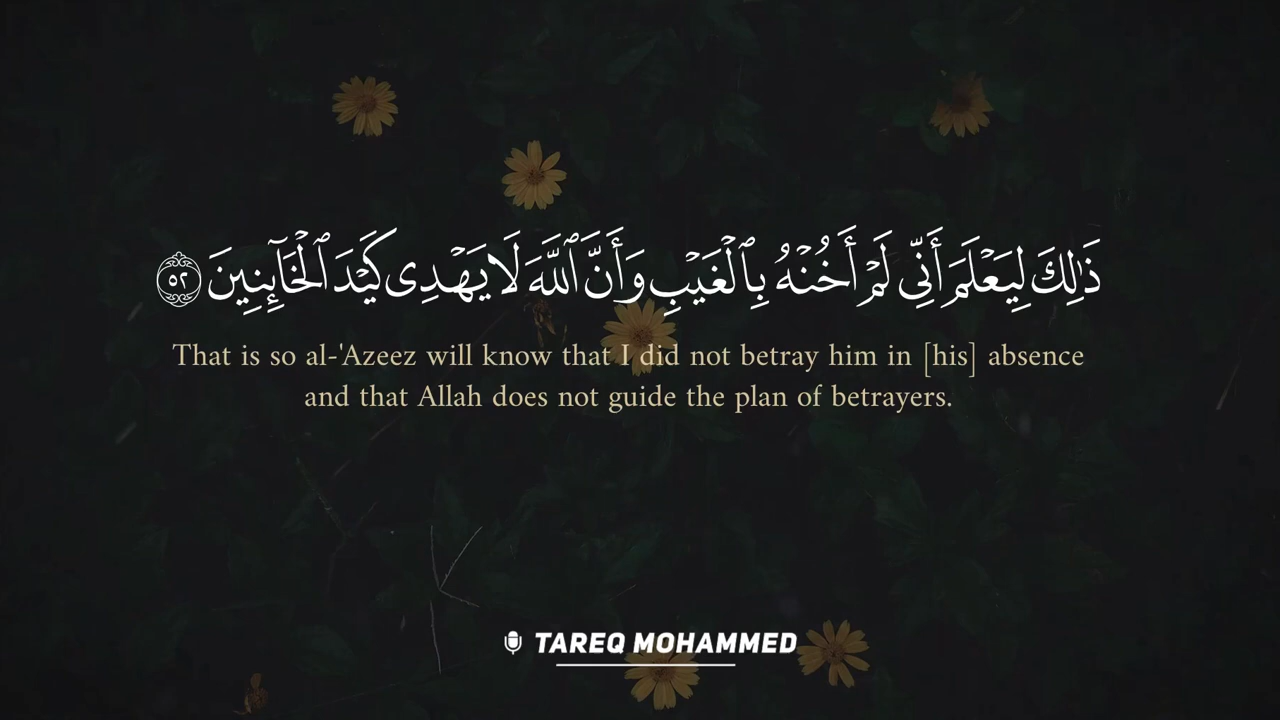 ذَٰلِكَ لِيَعْلَمَ أَنِّى لَمْ أَخُنْهُ بِٱلْغَيْبِ وَأَنَّ ٱللَّهَ لَا يَهْدِى كَيْدَ ٱلْخَآئِنِينَ ٥٢
That is so al-'Azeez will know that I did not betray him in [his] absence
and that Allah does not guide the plan of betrayers.
TAREQ MOHAMMED